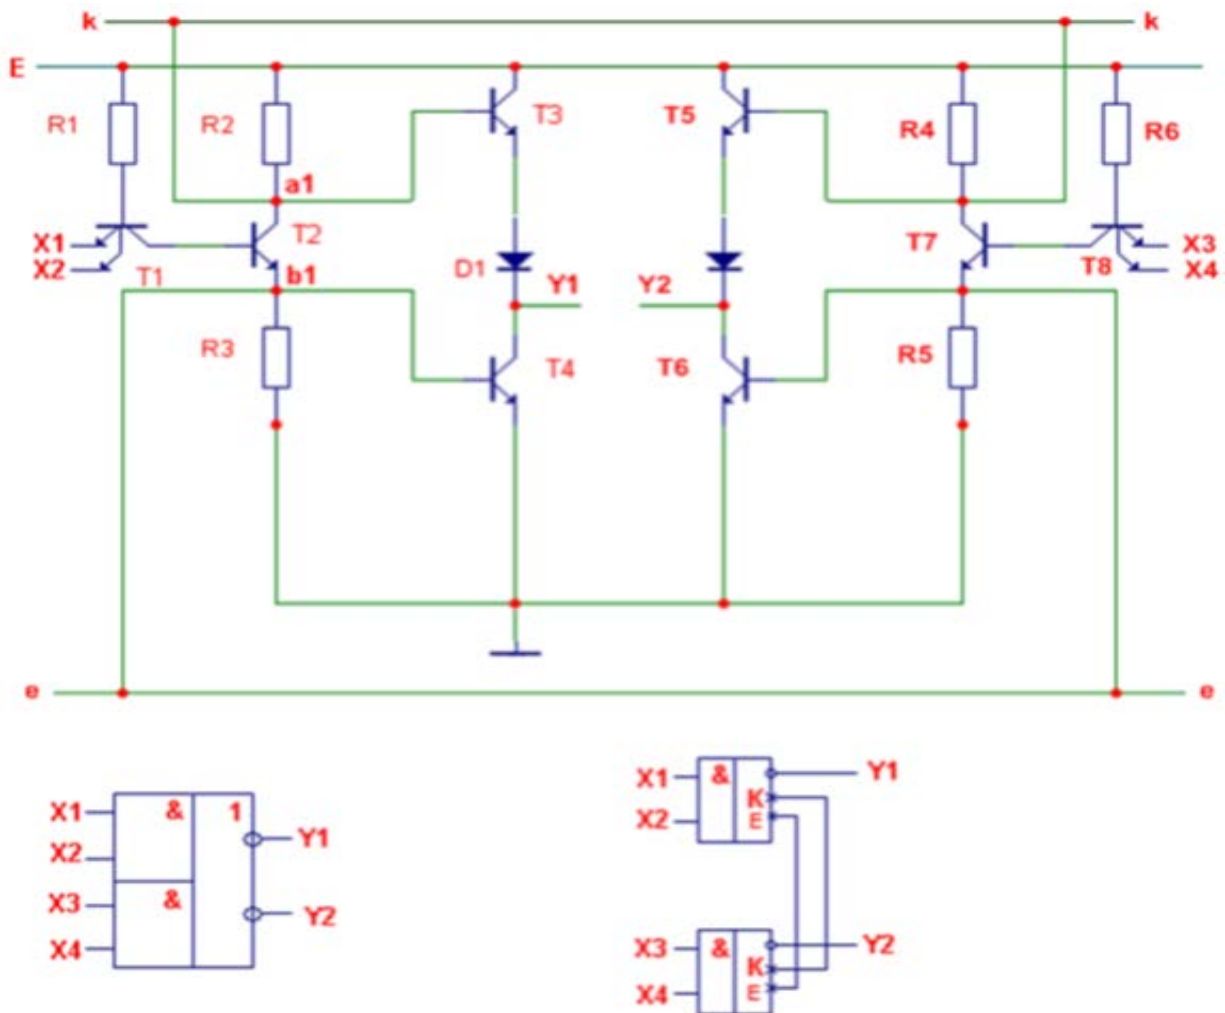 k k
E
R1 R2 T3 T5 R4 R6
a1
X1 T2 T7 X3
X2 T1 T8 X4
b1
D1 Y1 Y2
R3 T4 T6 R5
e e
X1 & 1
X2 Y1
X3 &
X4 Y2
X1 & Y1
K
X2 E
X3 & Y2
K
X4 E